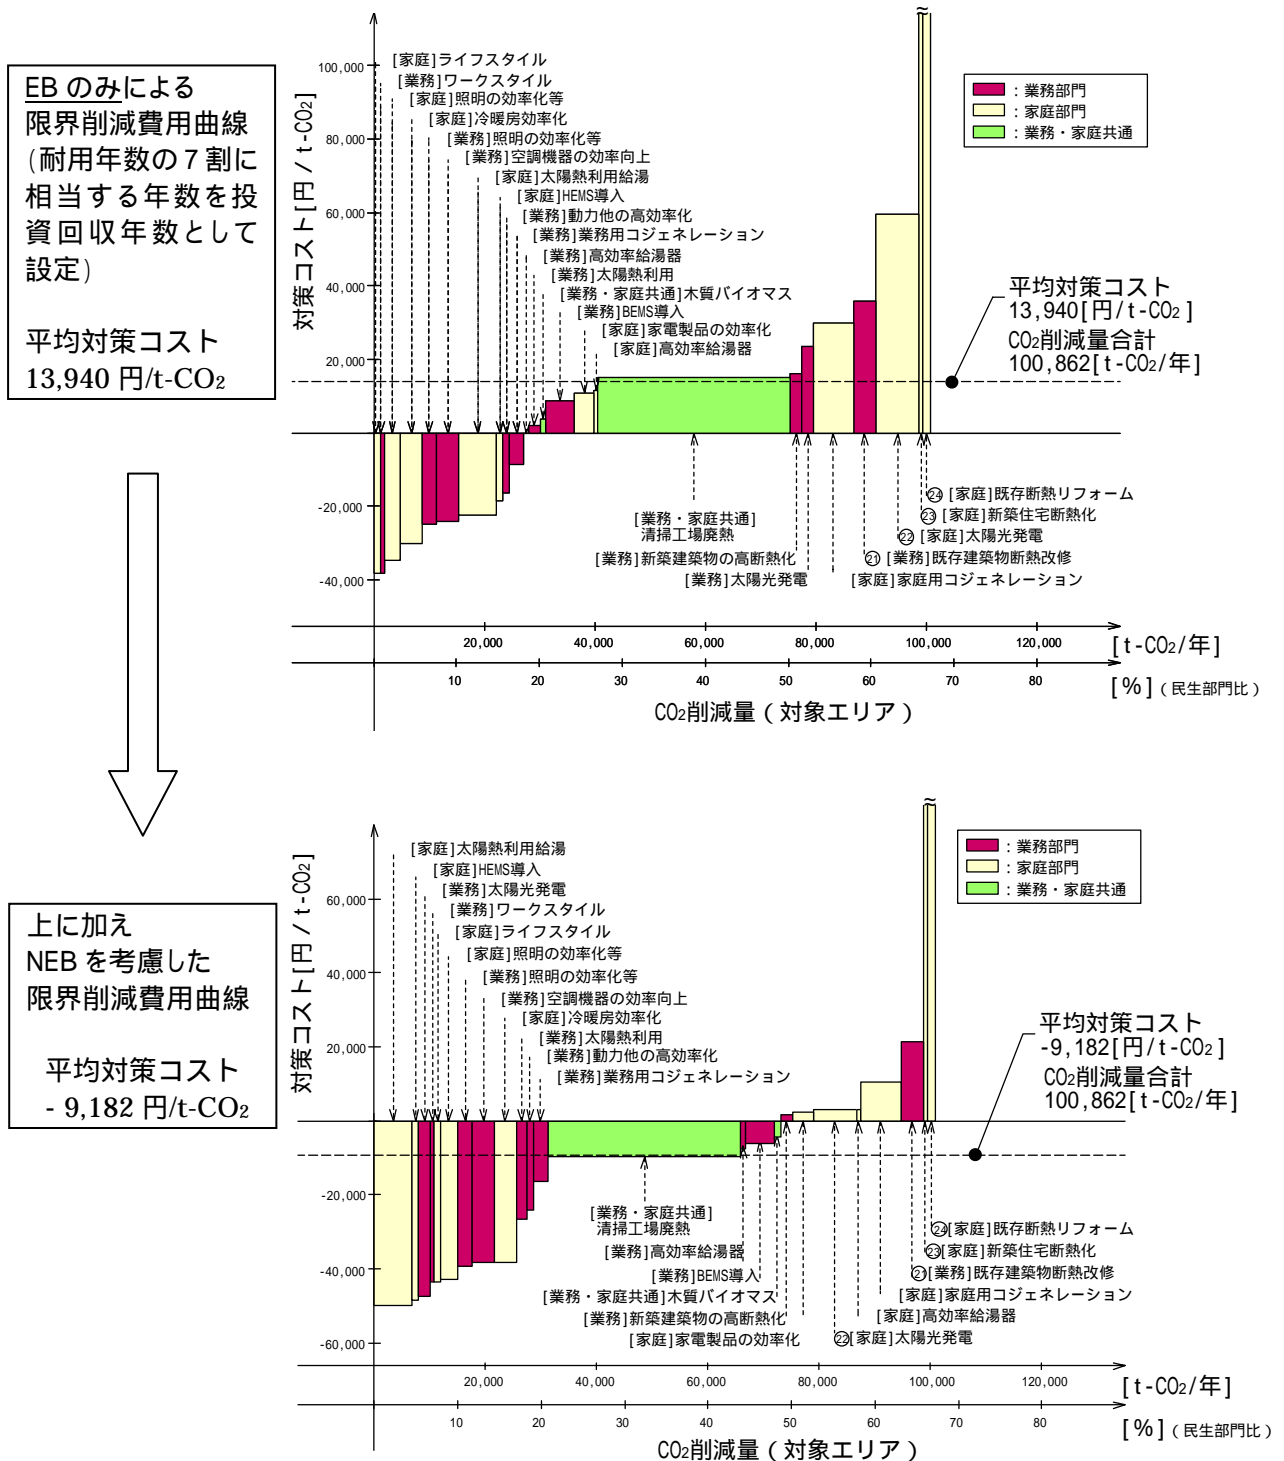 EB のみによる
限界削減費用曲線
(耐用年数の７割に
相当する年数を投
資回収年数として
設定)
平均対策コスト
13,940 円/t-CO₂
対策コスト[円/t-CO₂]
100,000
80,000
60,000
40,000
20,000
-20,000
-40,000
[家庭]ライフスタイル
[業務]ワークスタイル
[家庭]照明の効率化等
[家庭]冷暖房効率化
[業務]照明の効率化等
[業務]空調機器の効率向上
[家庭]太陽熱利用給湯
[家庭]HEMS導入
[業務]動力他の高効率化
[業務]業務用コジェネレーション
[業務]高効率給湯器
[業務]太陽熱利用
[業務・家庭共通]木質バイオマス
[業務]BEMS導入
[家庭]家電製品の効率化
[家庭]高効率給湯器
：業務部門
：家庭部門
：業務・家庭共通
平均対策コスト
13,940[円/t-CO₂]
CO₂削減量合計
100,862[t-CO₂/年]
[業務・家庭共通]
清掃工場廃熱
[業務]新築建築物の高断熱化
[業務]太陽光発電
㉔ [家庭]既存断熱リフォーム
㉓ [家庭]新築住宅断熱化
㉒ [家庭]太陽光発電
㉑ [業務]既存建築物断熱改修
[家庭]家庭用コジェネレーション
20,000 40,000 60,000 80,000 100,000 120,000 [t-CO₂/年]
10 20 30 40 50 60 70 80 [%]（民生部門比）
CO₂削減量（対象エリア）
上に加え
NEB を考慮した
限界削減費用曲線
平均対策コスト
- 9,182 円/t-CO₂
対策コスト[円/t-CO₂]
60,000
40,000
20,000
-20,000
-40,000
-60,000
[家庭]太陽熱利用給湯
[家庭]HEMS導入
[業務]太陽光発電
[業務]ワークスタイル
[家庭]ライフスタイル
[家庭]照明の効率化等
[業務]照明の効率化等
[業務]空調機器の効率向上
[家庭]冷暖房効率化
[業務]太陽熱利用
[業務]動力他の高効率化
[業務]業務用コジェネレーション
：業務部門
：家庭部門
：業務・家庭共通
平均対策コスト
-9,182[円/t-CO₂]
CO₂削減量合計
100,862[t-CO₂/年]
[業務・家庭共通]
清掃工場廃熱
[業務]高効率給湯器
[業務]BEMS導入
[業務・家庭共通]木質バイオマス
[業務]新築建築物の高断熱化
[家庭]家電製品の効率化
㉔[家庭]既存断熱リフォーム
㉓[家庭]新築住宅断熱化
㉑[業務]既存建築物断熱改修
[家庭]家庭用コジェネレーション
[家庭]高効率給湯器
㉒[家庭]太陽光発電
20,000 40,000 60,000 80,000 100,000 120,000 [t-CO₂/年]
10 20 30 40 50 60 70 80 [%]（民生部門比）
CO₂削減量（対象エリア）